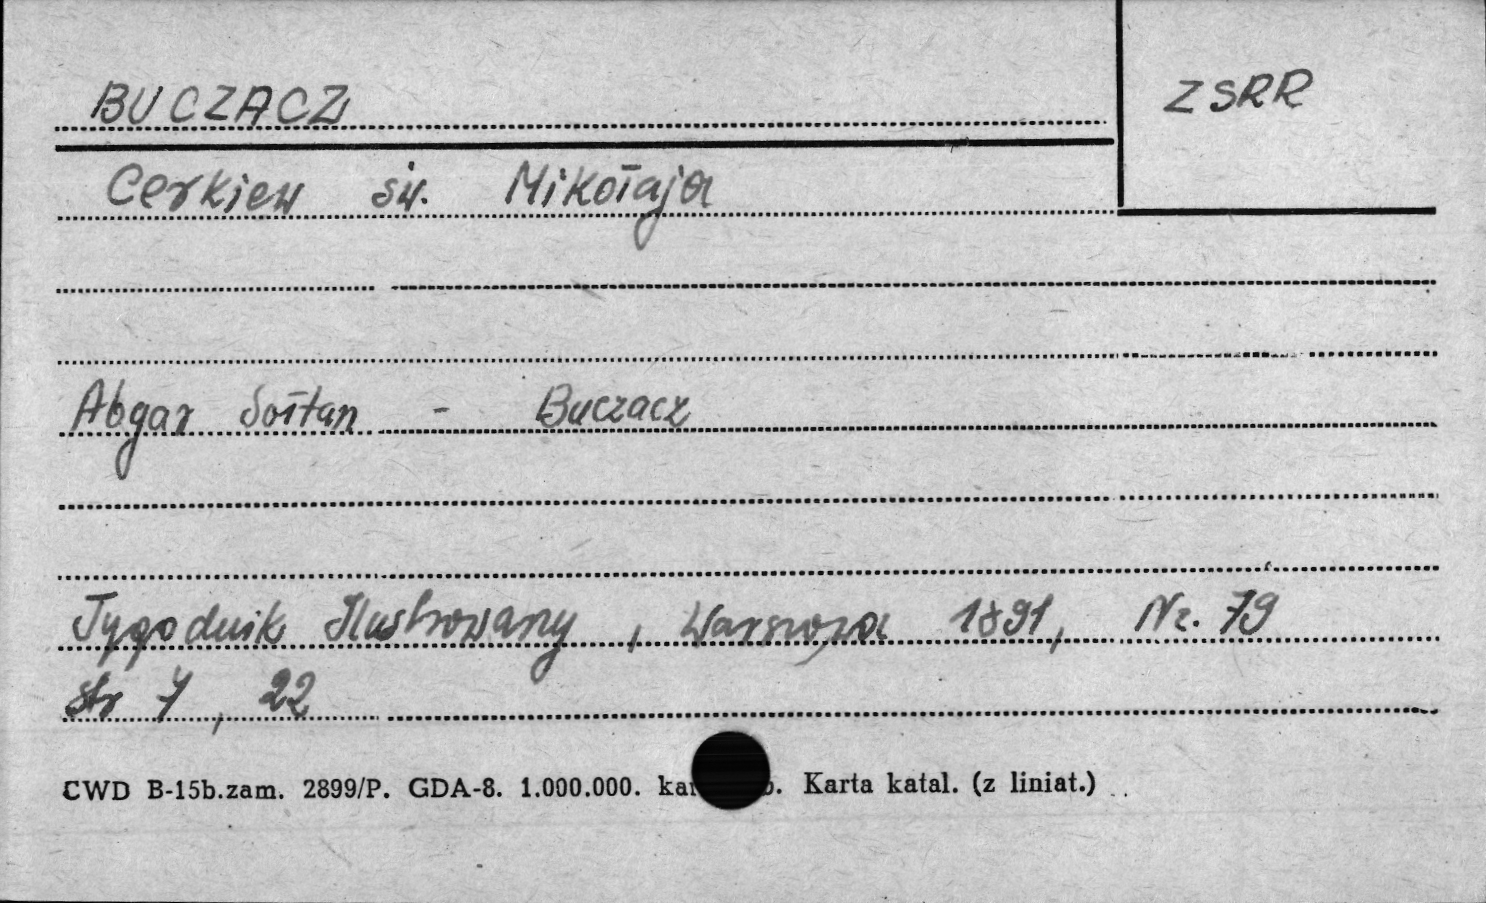 BUCZACZ
ZSRR
Cerkiew św. Mikołaja
Abgar Sołtan - Buczacz
Tygodnik Ilustrowany, Warszawa 1891, Nr. 79
str 7, 22
CWD B-15b.zam. 2899/P. GDA-8. 1.000.000. Karta katal. (z liniat.)